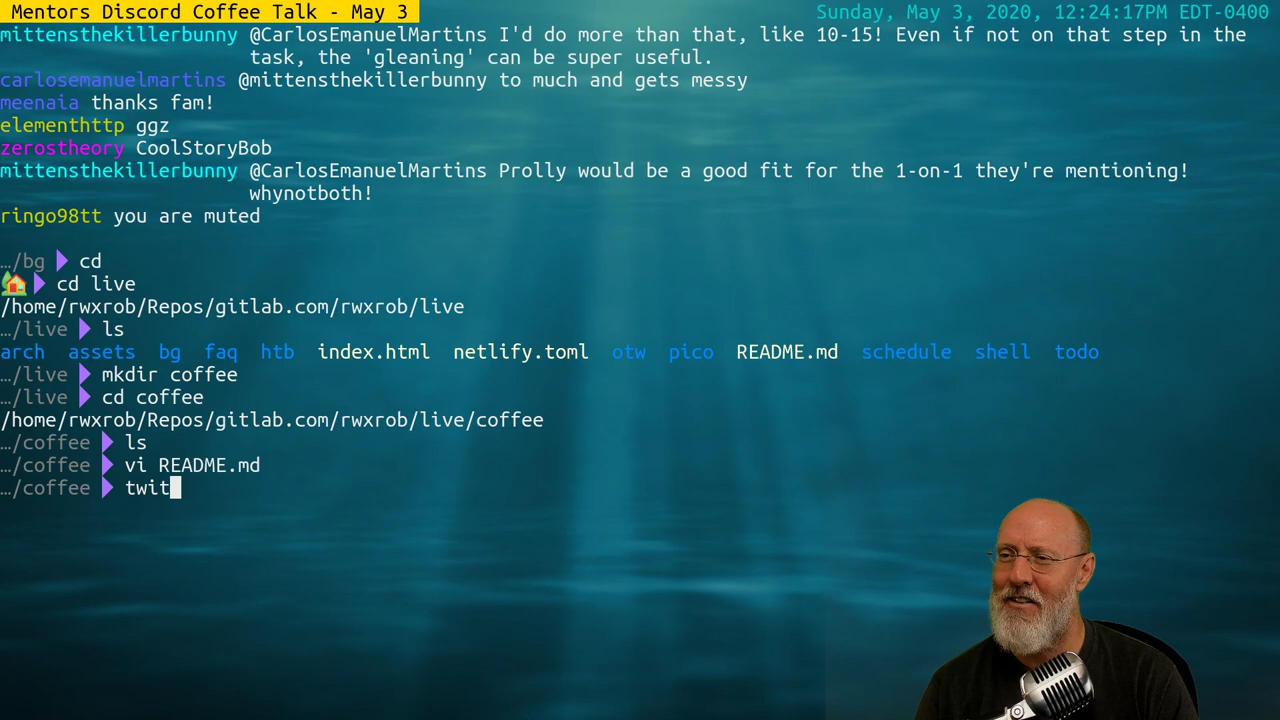 Mentors Discord Coffee Talk - May 3
Sunday, May 3, 2020, 12:24:17PM EDT-0400
mittensthekillerbunny @CarlosEmanuelMartins I'd do more than that, like 10-15! Even if not on that step in the
task, the 'gleaning' can be super useful.
carlosemanuelmartins @mittensthekillerbunny to much and gets messy
meenaia thanks fam!
elementhttp ggz
zerostheory CoolStoryBob
mittensthekillerbunny @CarlosEmanuelMartins Prolly would be a good fit for the 1-on-1 they're mentioning!
whynotboth!
ringo98tt you are muted
…/bg cd
cd live
/home/rwxrob/Repos/gitlab.com/rwxrob/live
…/live ls
arch assets bg faq htb index.html netlify.toml otw pico README.md schedule shell todo
…/live mkdir coffee
…/live cd coffee
/home/rwxrob/Repos/gitlab.com/rwxrob/live/coffee
…/coffee ls
…/coffee vi README.md
…/coffee twit